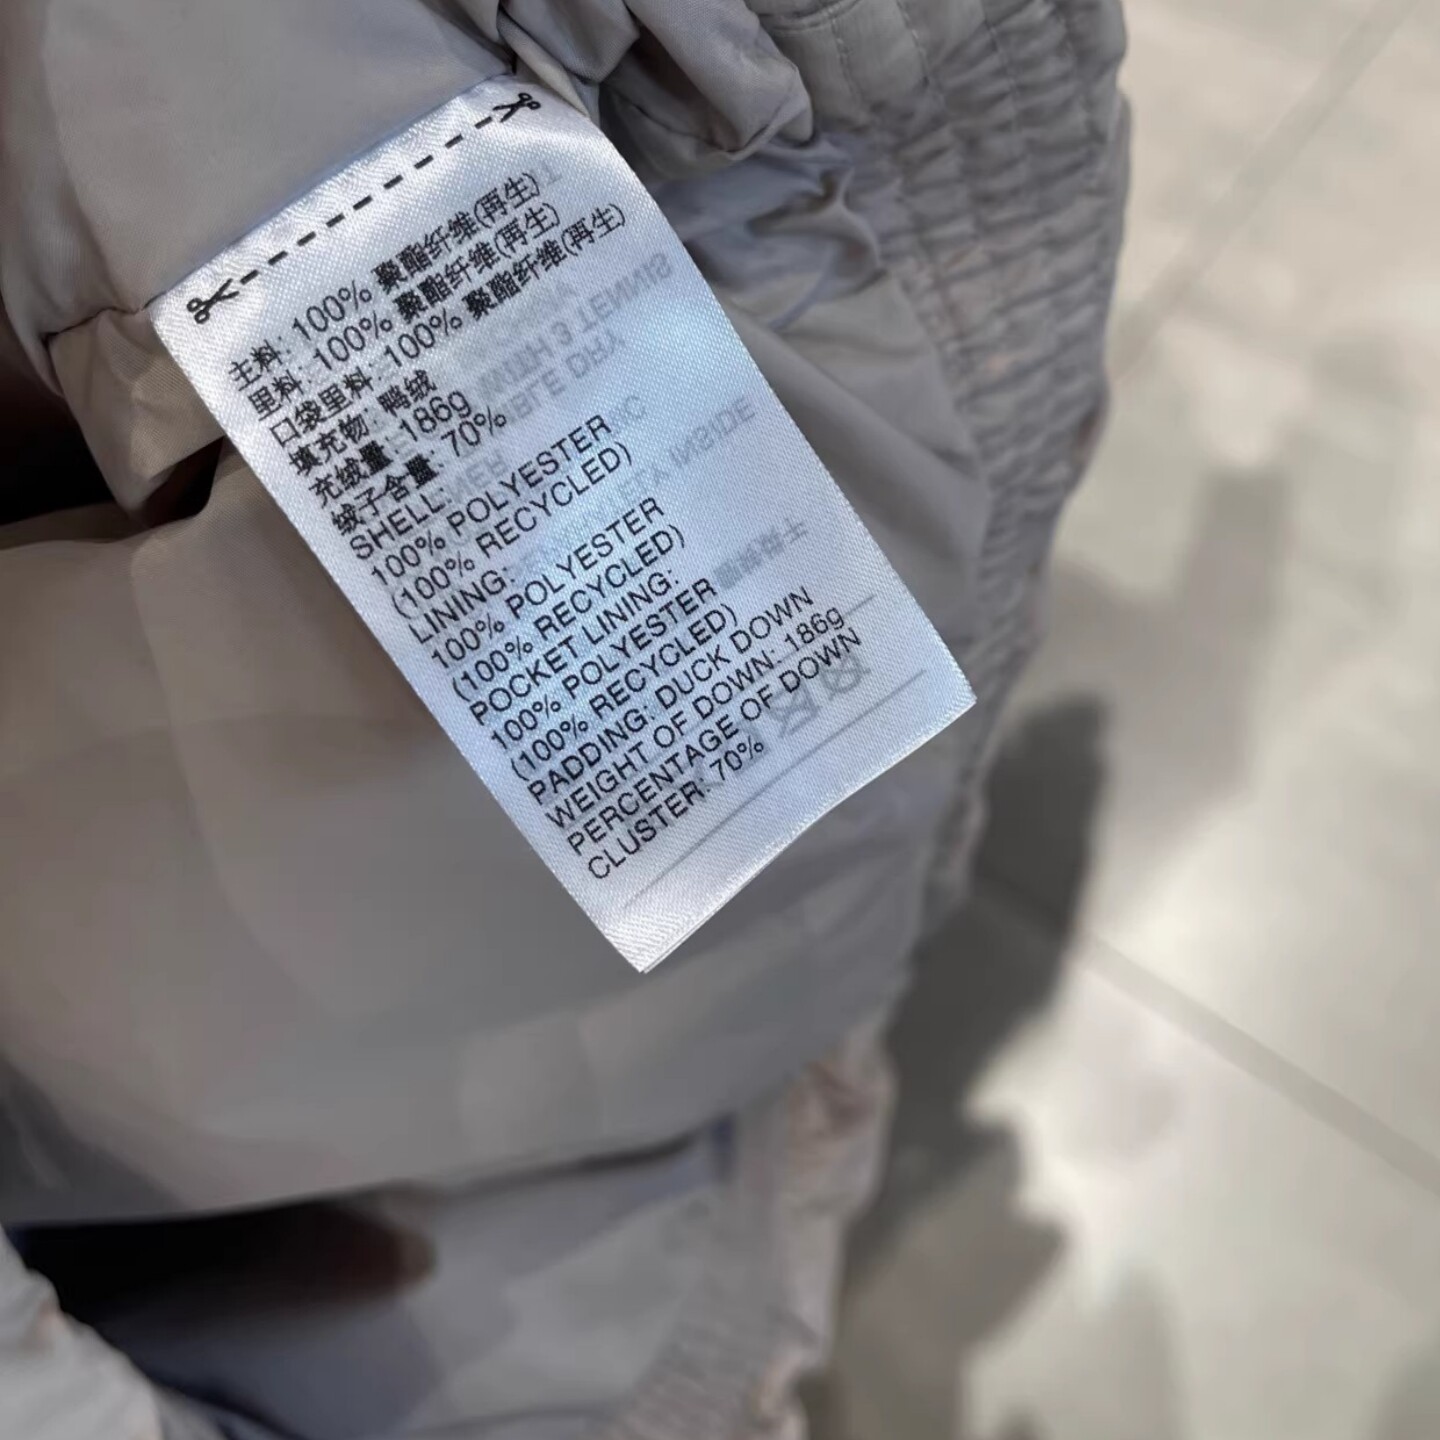 主料: 100% 聚酯纤维(再生)
里料: 100% 聚酯纤维(再生)
口袋里料: 100% 聚酯纤维(再生)
填充物: 鸭绒
充绒量: 186g
绒子含量: 70%
SHELL:
100% POLYESTER
(100% RECYCLED)
LINING:
100% POLYESTER
(100% RECYCLED)
POCKET LINING:
100% POLYESTER
(100% RECYCLED)
PADDING: DUCK DOWN
WEIGHT OF DOWN: 186g
PERCENTAGE OF DOWN
CLUSTER: 70%